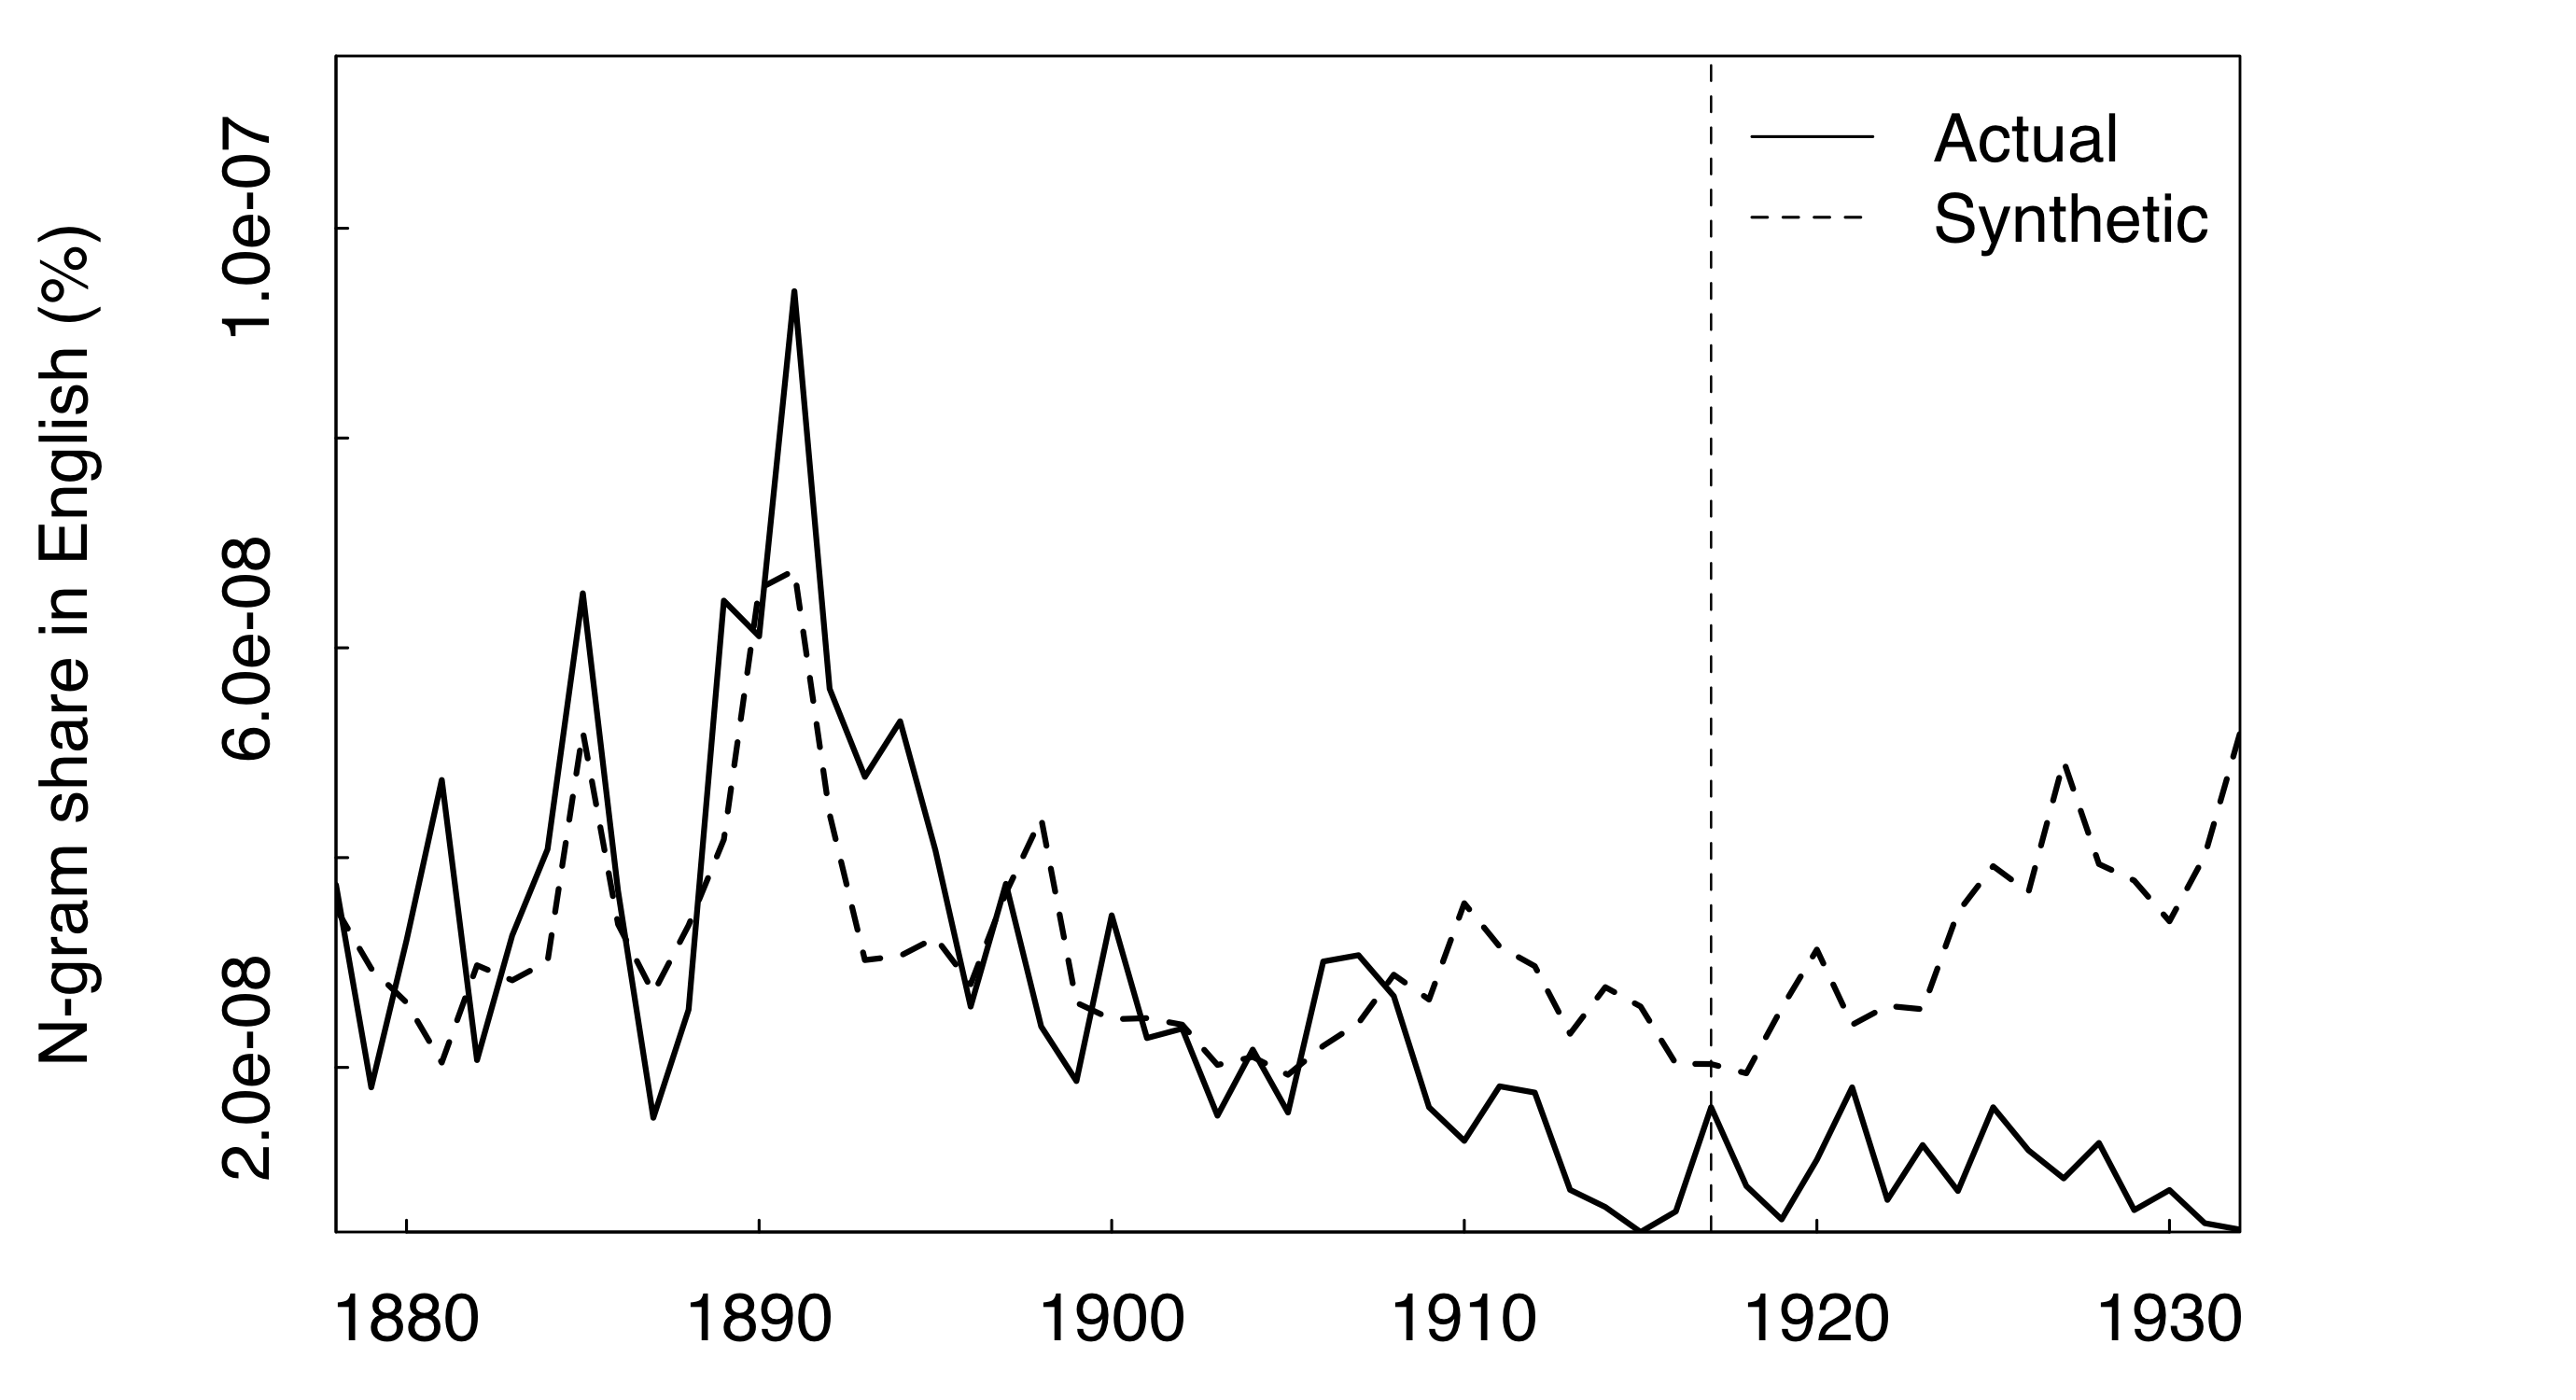 N-gram share in English (%)
1.0e-07
6.0e-08
2.0e-08
Actual
Synthetic
1880 1890 1900 1910 1920 1930